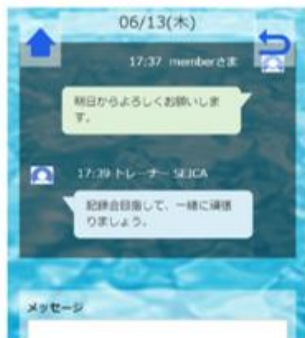 06/13(木)
17:37 memberさま
明日からよろしくお願いしま
す。
17:39 トレーナー SEICA
記録会目指して、一緒に頑張
りましょう。
メッセージ